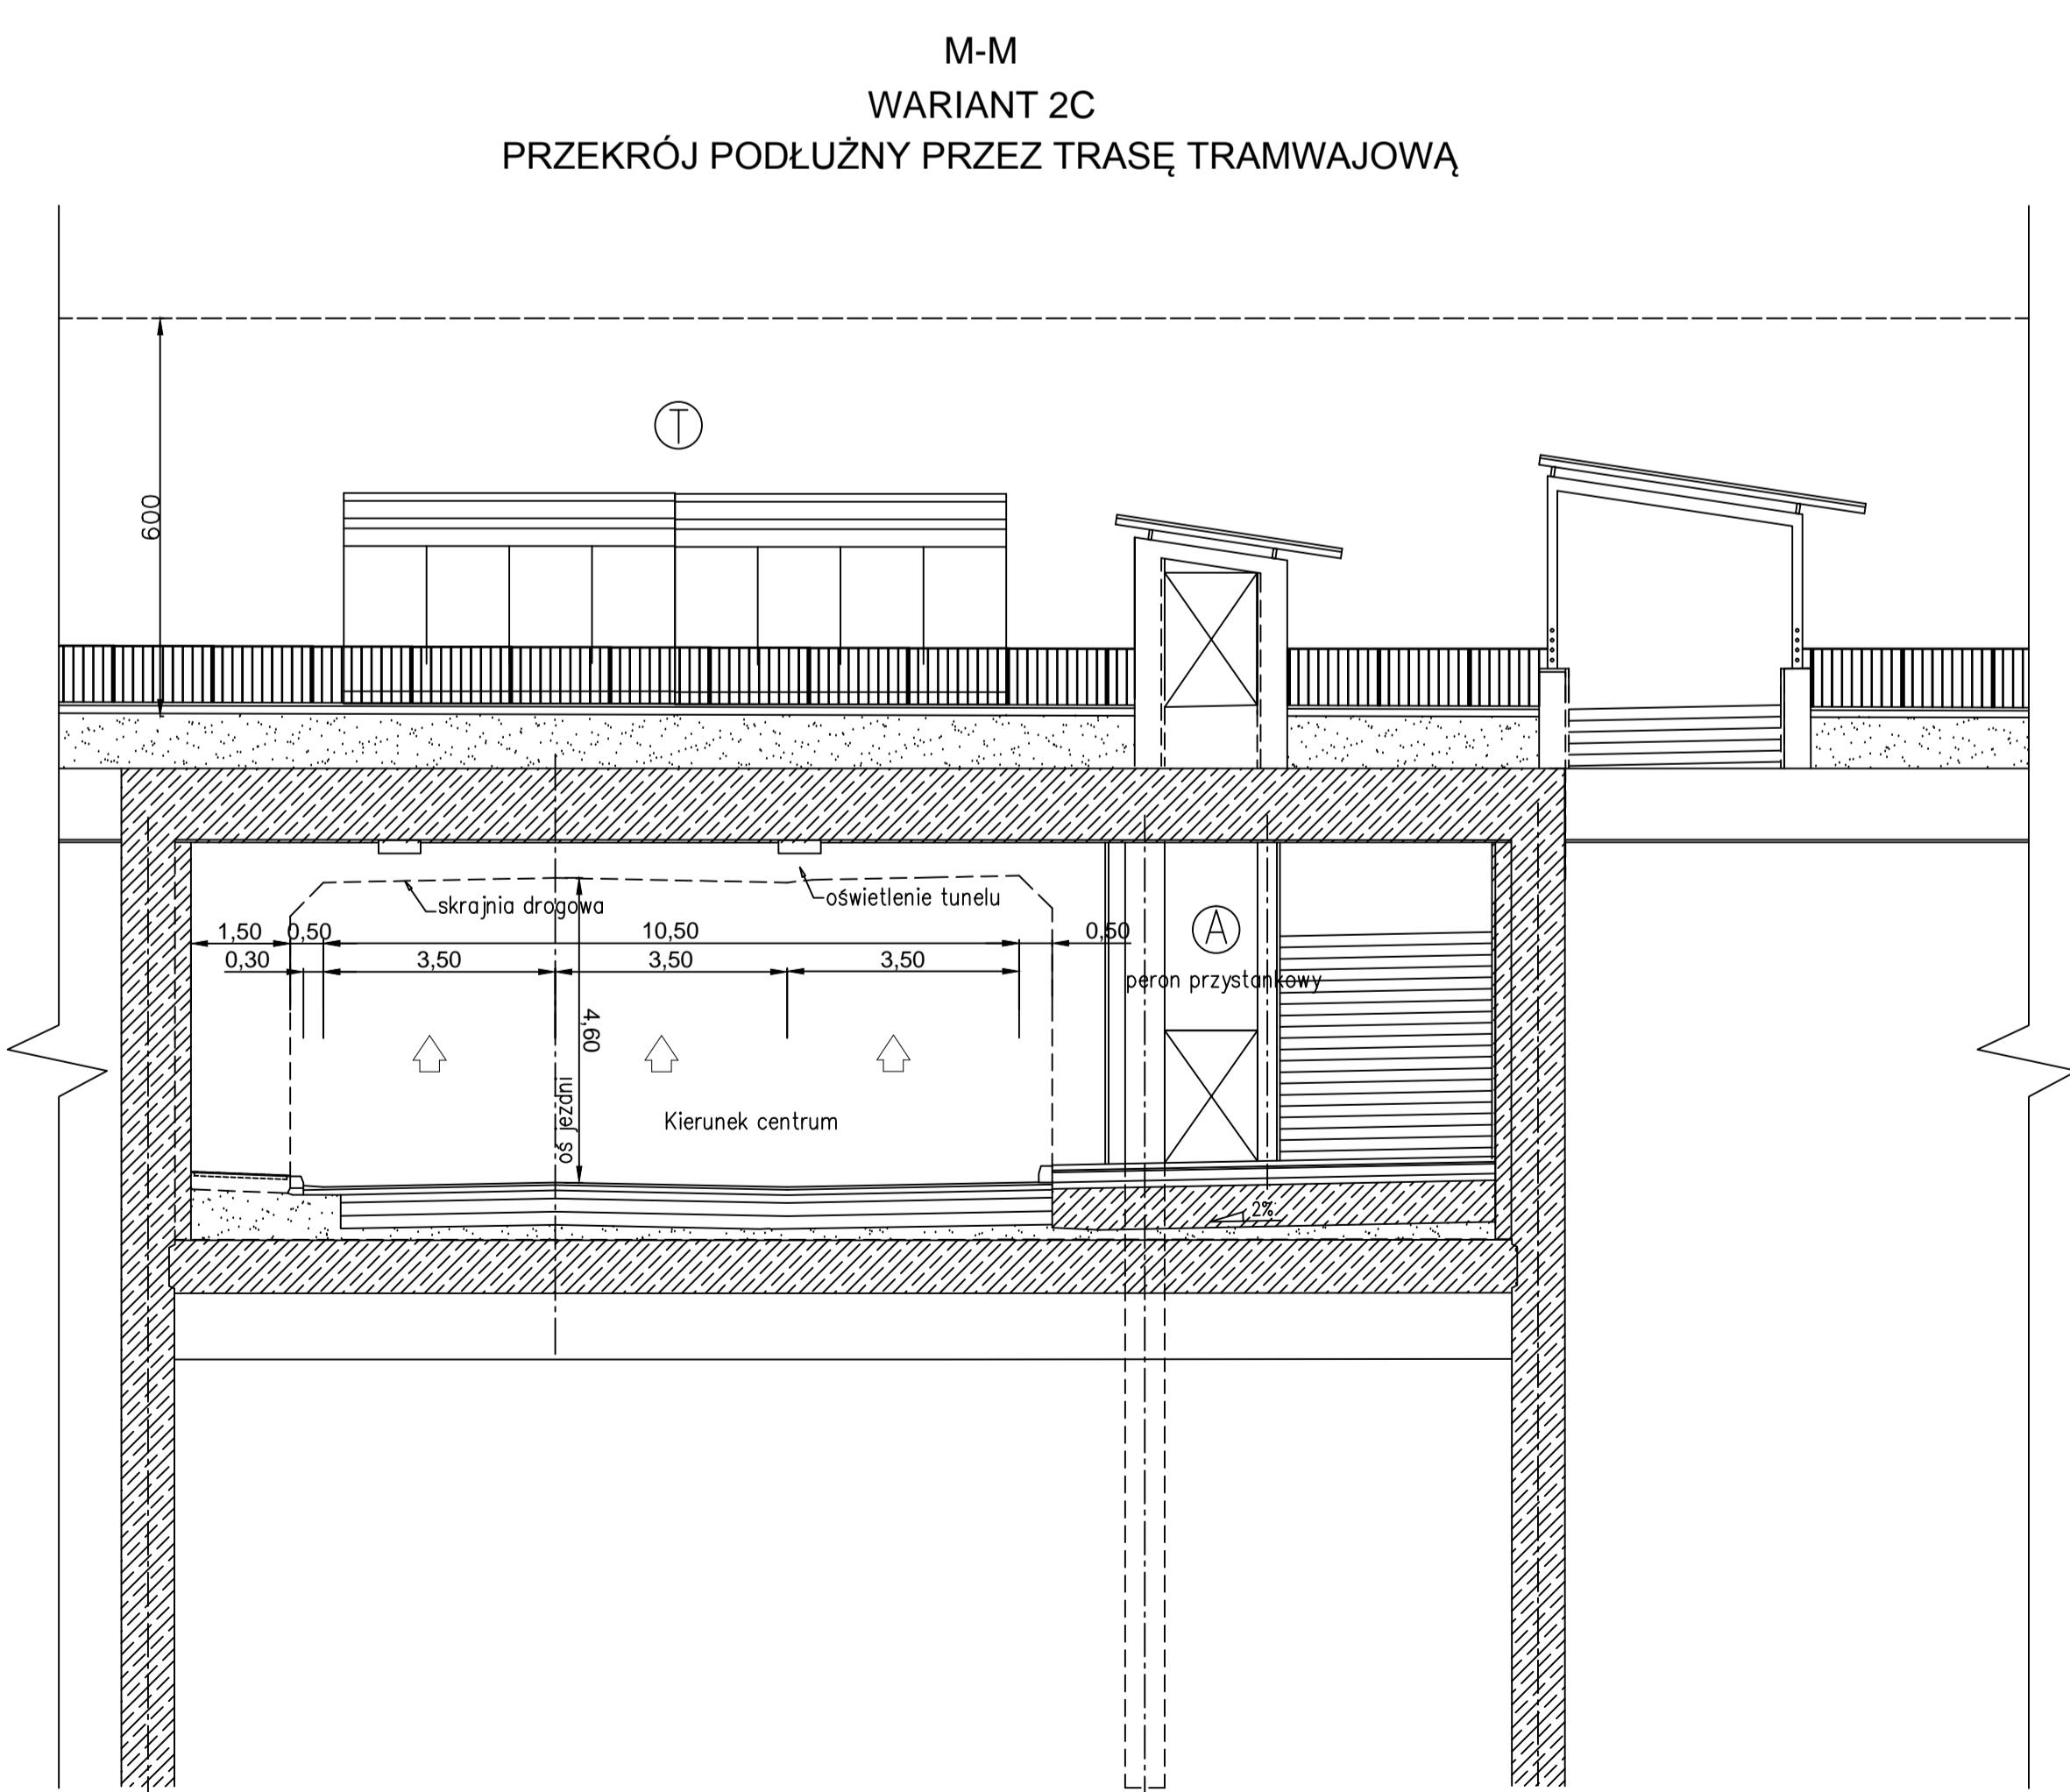 M-M
WARIANT 2C
PRZEKRÓJ PODŁUŻNY PRZEZ TRASĘ TRAMWAJOWĄ
T
600
skrajnia drogowa
oświetlenie tunelu
1,50
0,50
10,50
0,50
A
0,30
3,50
3,50
3,50
peron przystankowy
4,60
oś jezdni
Kierunek centrum
2%